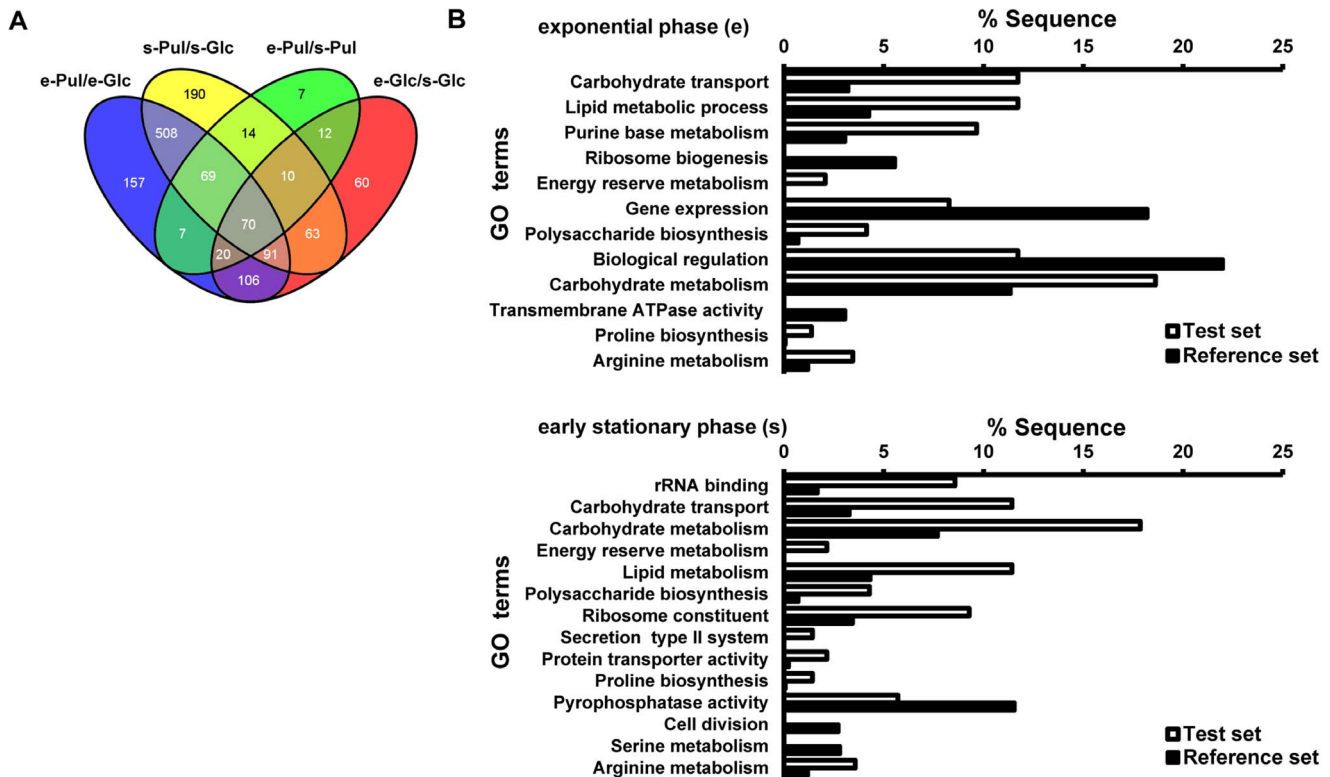 A
s-Pul/s-Glc e-Pul/s-Pul
e-Pul/e-Glc e-Glc/s-Glc
190 7
508 14 12
157 69 10 60
7 70 63
20 91
106
B
exponential phase (e)
% Sequence
0 5 10 15 20 25
GO terms
Carbohydrate transport
Lipid metabolic process
Purine base metabolism
Ribosome biogenesis
Energy reserve metabolism
Gene expression
Polysaccharide biosynthesis
Biological regulation
Carbohydrate metabolism
Transmembrane ATPase activity
Proline biosynthesis
Arginine metabolism
Test set
Reference set
early stationary phase (s)
% Sequence
0 5 10 15 20 25
GO terms
rRNA binding
Carbohydrate transport
Carbohydrate metabolism
Energy reserve metabolism
Lipid metabolism
Polysaccharide biosynthesis
Ribosome constituent
Secretion type II system
Protein transporter activity
Proline biosynthesis
Pyrophosphatase activity
Cell division
Serine metabolism
Arginine metabolism
Test set
Reference set